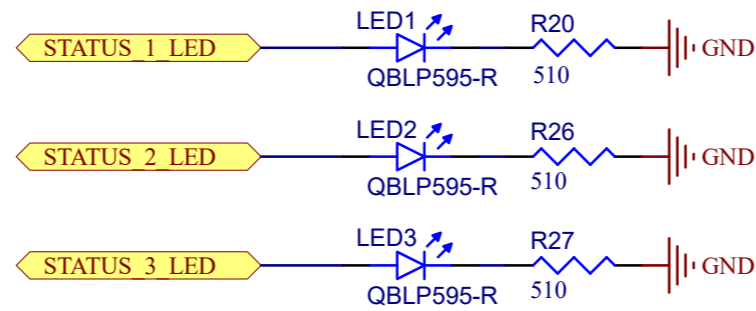 LED1 R20
STATUS_1_LED GND
QBLP595-R 510
LED2 R26
STATUS_2_LED GND
QBLP595-R 510
LED3 R27
STATUS_3_LED GND
QBLP595-R 510